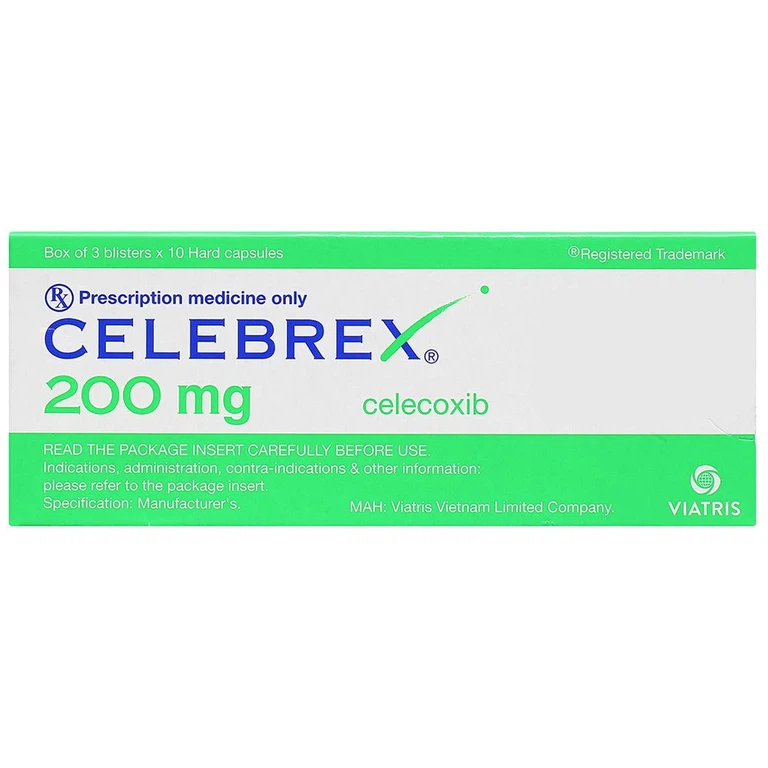 Box of 3 blisters x 10 Hard capsules
®Registered Trademark
Rx Prescription medicine only
CELEBREX®
200 mg
celecoxib
READ THE PACKAGE INSERT CAREFULLY BEFORE USE.
Indications, administration, contra-indications & other information:
please refer to the package insert.
Specification: Manufacturer's.
MAH: Viatris Vietnam Limited Company.
VIATRIS